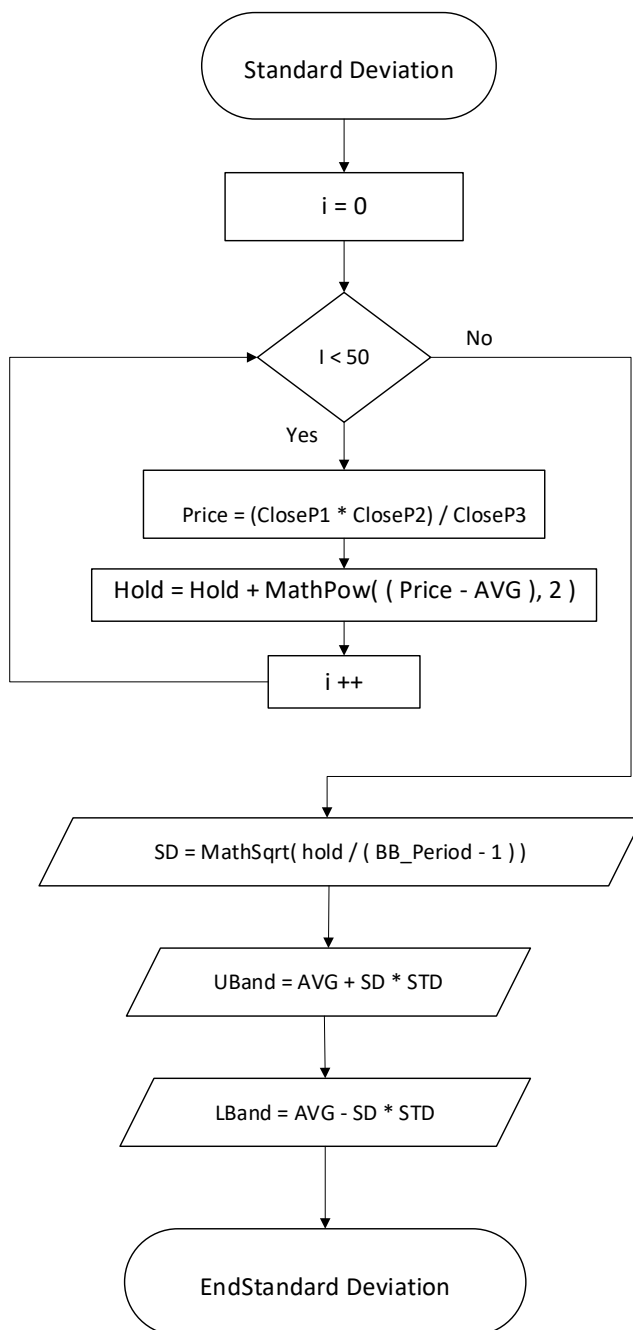 Standard Deviation
i = 0
I < 50
No
Yes
Price = (CloseP1 * CloseP2) / CloseP3
Hold = Hold + MathPow( ( Price - AVG ), 2 )
i ++
SD = MathSqrt( hold / ( BB_Period - 1 ) )
UBand = AVG + SD * STD
LBand = AVG - SD * STD
EndStandard Deviation